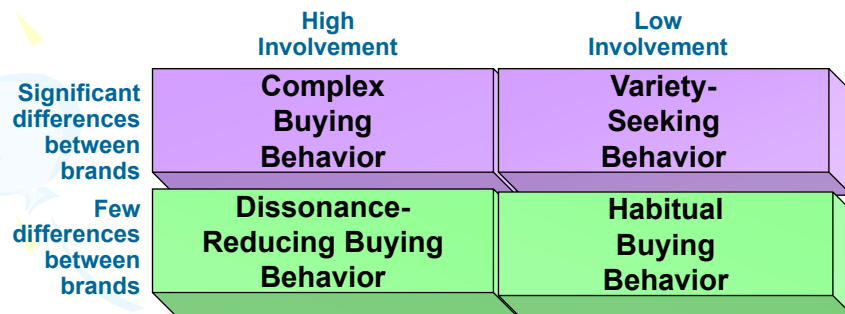 High
Involvement
Low
Involvement
Significant
differences
between
brands
Complex
Buying
Behavior
Variety-
Seeking
Behavior
Few
differences
between
brands
Dissonance-
Reducing Buying
Behavior
Habitual
Buying
Behavior